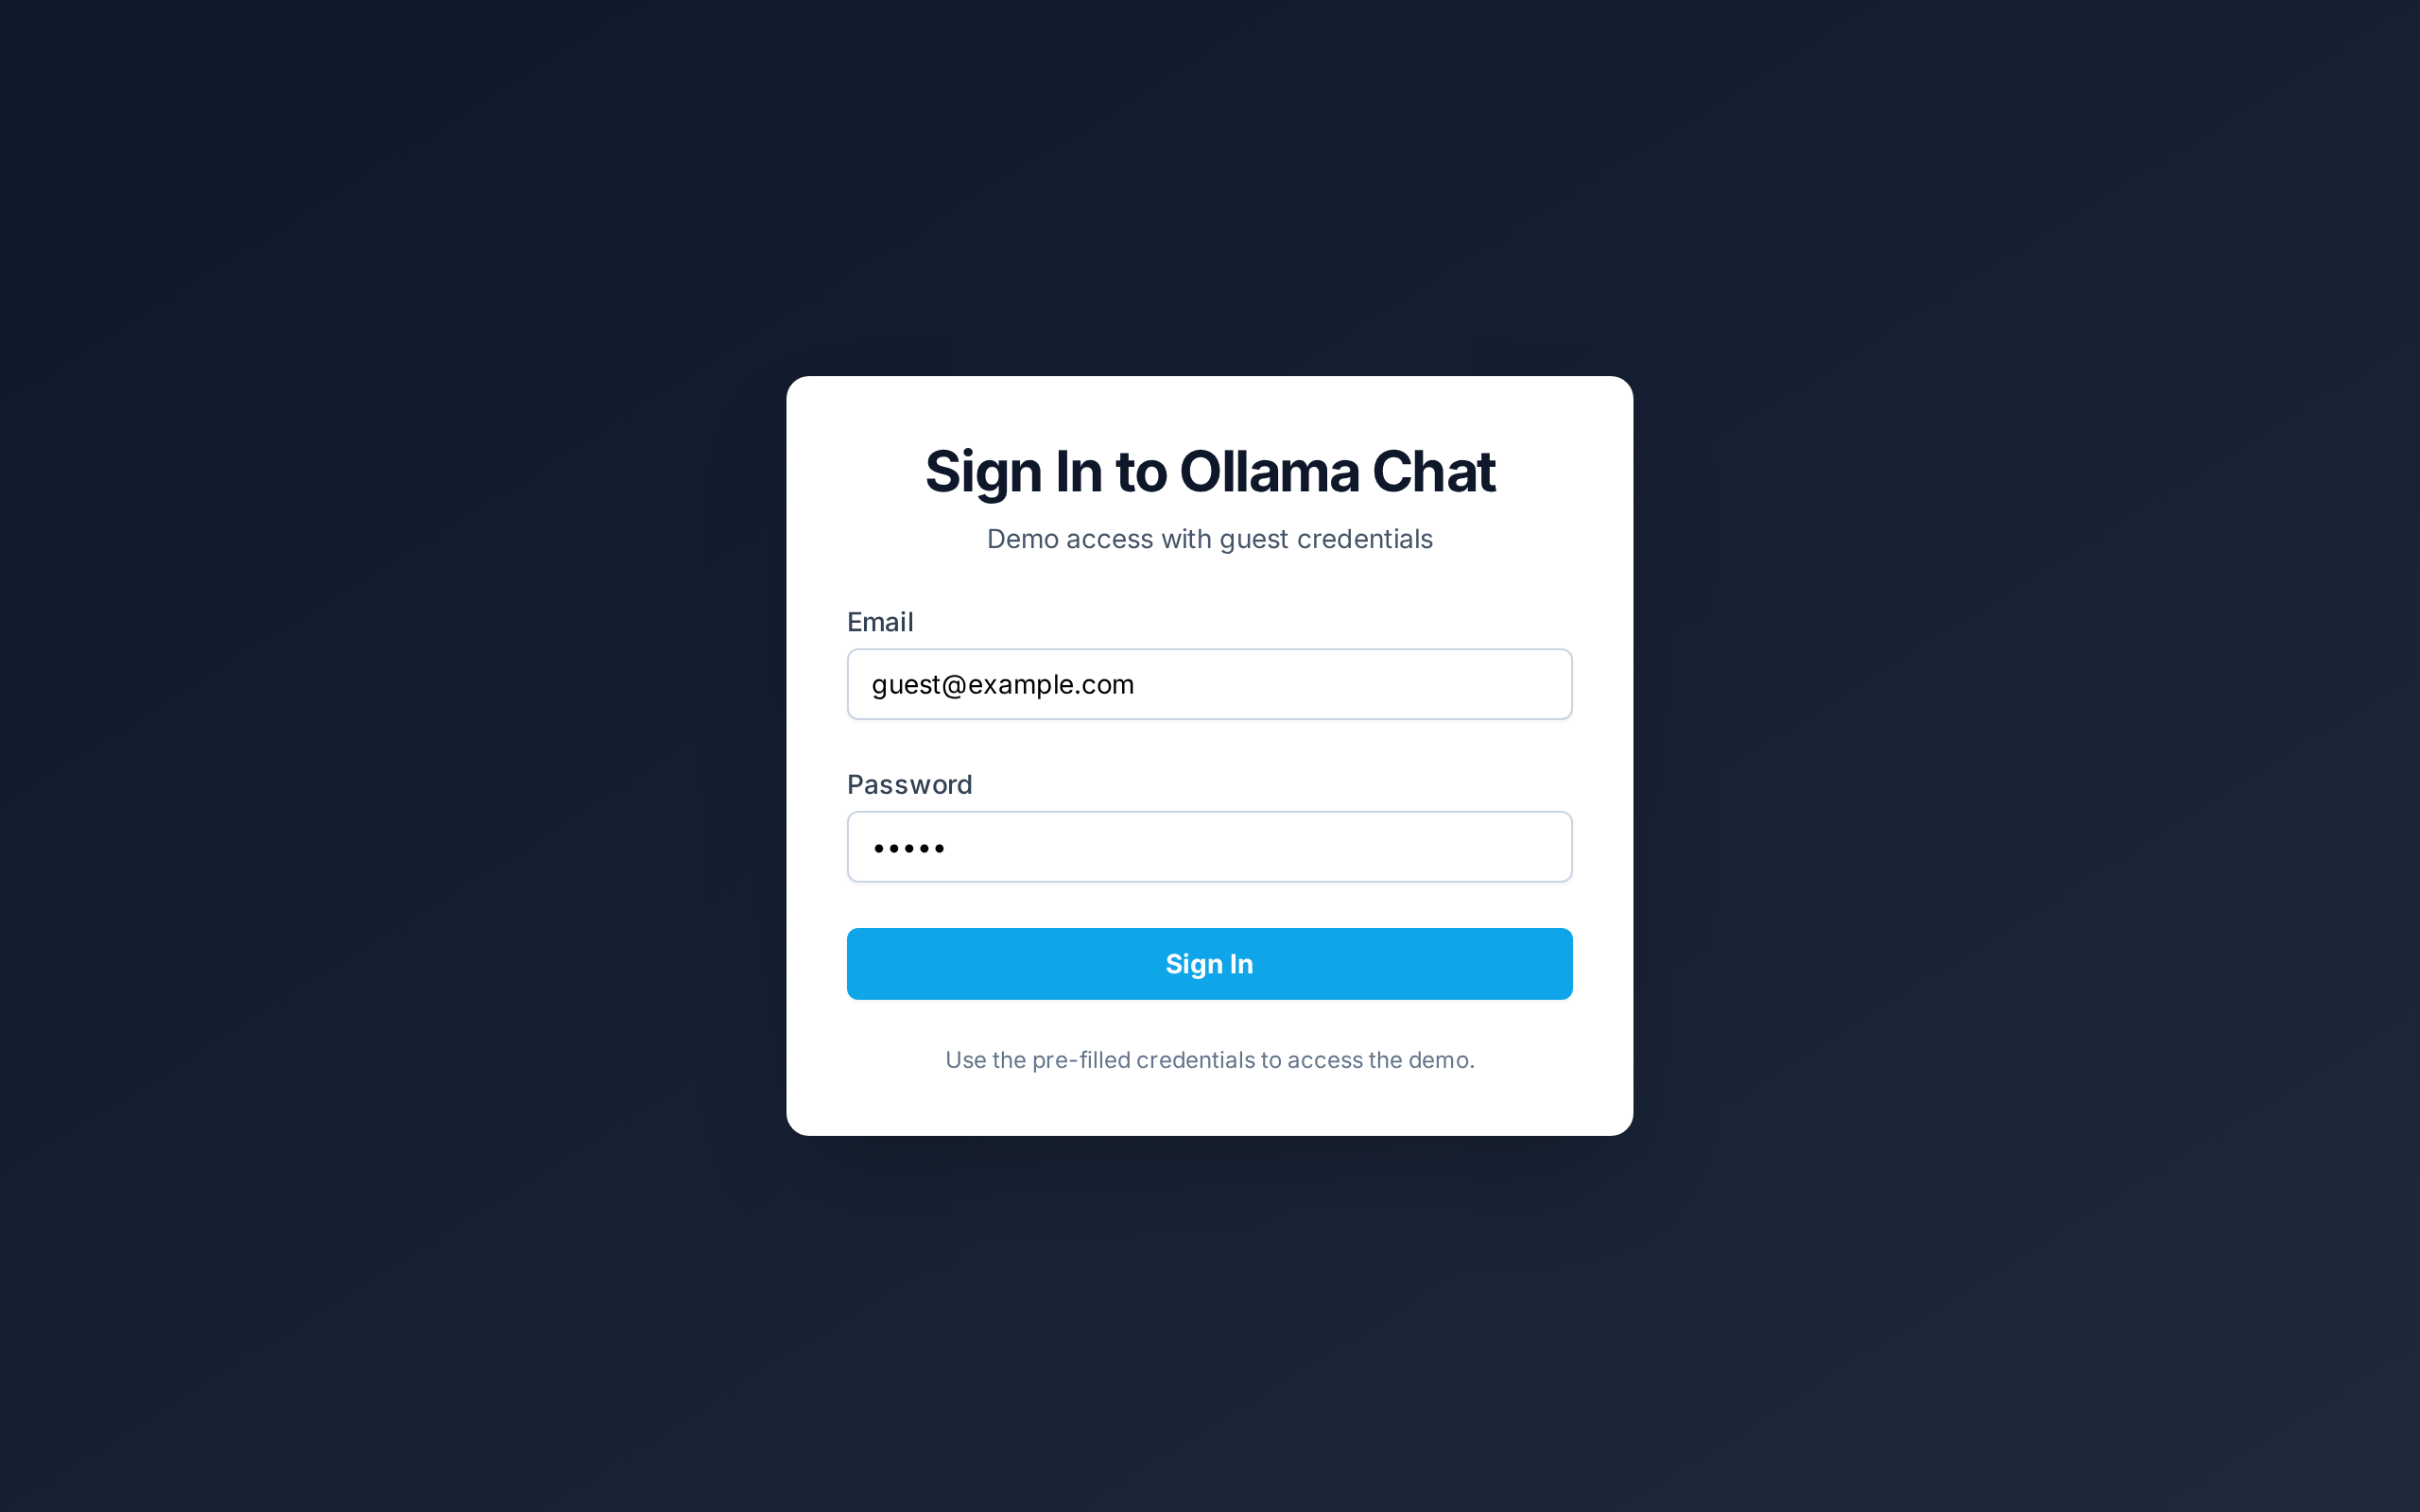 Sign In to Ollama Chat
Demo access with guest credentials
Email
guest@example.com
Password
•••••
Sign In
Use the pre-filled credentials to access the demo.